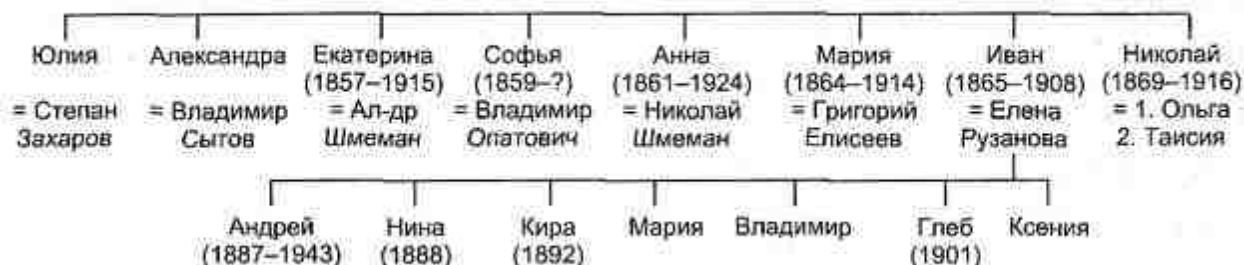 Юлия Александра Екатерина Софья Анна Мария Иван Николай
(1857–1915) (1859–?) (1861–1924) (1864–1914) (1865–1908) (1869–1916)
= Степан = Владимир = Ал-др = Владимир = Николай = Григорий = Елена = 1. Ольга
Захаров Сытов Шмеман Опатович Шмеман Елисеев Рузанова 2. Таисия
Андрей Нина Кира Мария Владимир Глеб Ксения
(1887–1943) (1888) (1892) (1901)